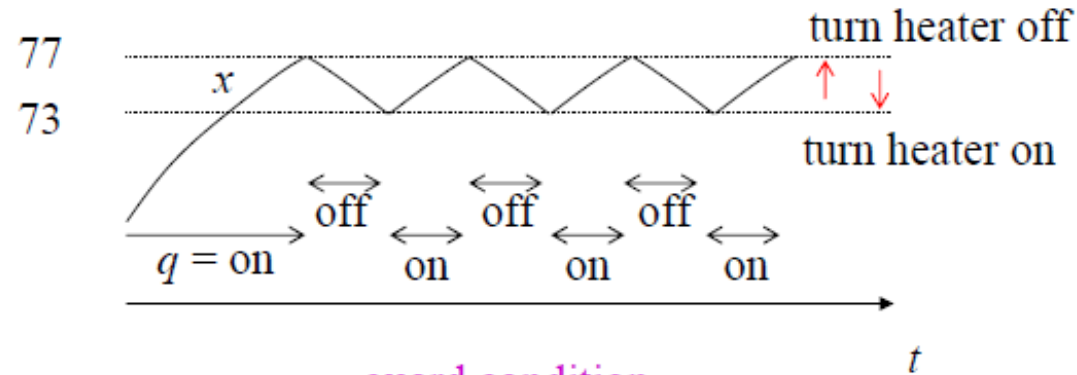 turn heater off
77
x
73
turn heater on
off off off
q = on on on on
t